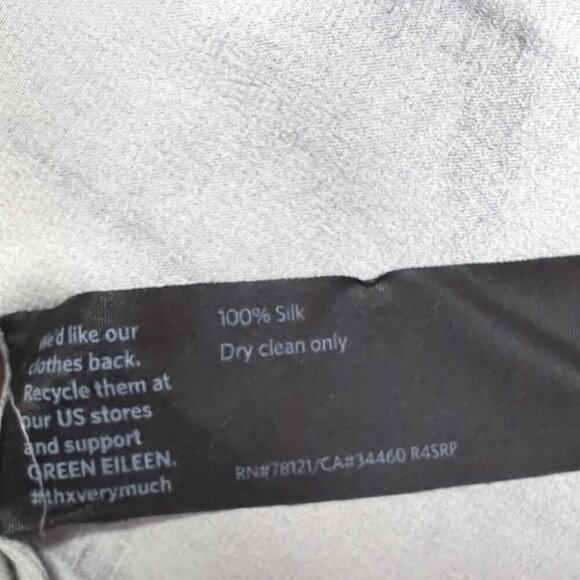 We'd like our
clothes back.
Recycle them at
our US stores
and support
GREEN EILEEN.
#thxverymuch
100% Silk
Dry clean only
RN#78121/CA#34460 R4SRP